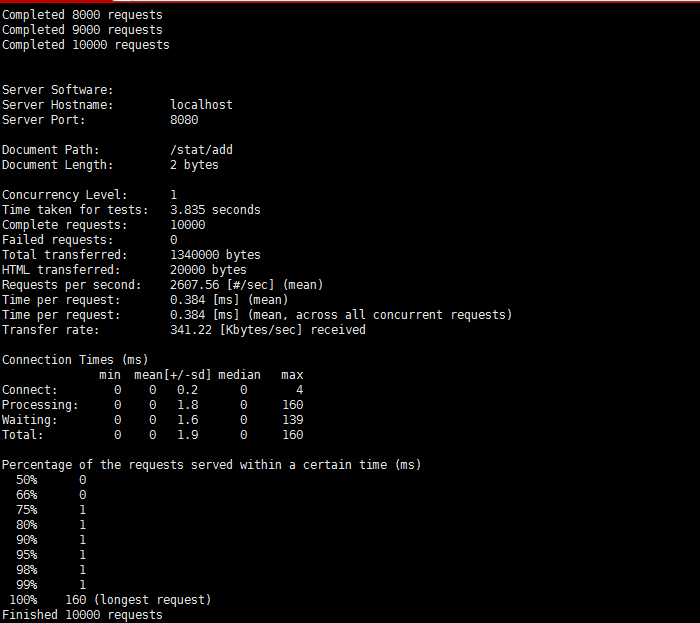 Completed 8000 requests
Completed 9000 requests
Completed 10000 requests
Server Software:
Server Hostname:        localhost
Server Port:            8080
Document Path:          /stat/add
Document Length:        2 bytes
Concurrency Level:      1
Time taken for tests:   3.835 seconds
Complete requests:      10000
Failed requests:        0
Total transferred:      1340000 bytes
HTML transferred:       20000 bytes
Requests per second:    2607.56 [#/sec] (mean)
Time per request:       0.384 [ms] (mean)
Time per request:       0.384 [ms] (mean, across all concurrent requests)
Transfer rate:          341.22 [Kbytes/sec] received
Connection Times (ms)
              min  mean[+/-sd] median   max
Connect:        0    0   0.2      0       4
Processing:     0    0   1.8      0     160
Waiting:        0    0   1.6      0     139
Total:          0    0   1.9      0     160
Percentage of the requests served within a certain time (ms)
  50%      0
  66%      0
  75%      1
  80%      1
  90%      1
  95%      1
  98%      1
  99%      1
 100%    160 (longest request)
Finished 10000 requests